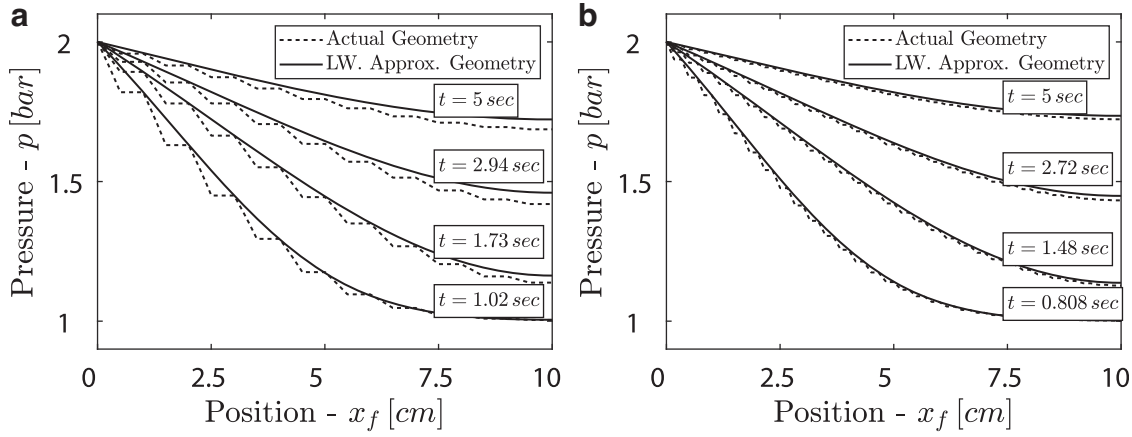 a
Actual Geometry
LW. Approx. Geometry
t = 5 sec
t = 2.94 sec
t = 1.73 sec
t = 1.02 sec
2
1.5
1
Pressure - p [bar]
0 2.5 5 7.5 10
Position - x_f [cm]
b
Actual Geometry
LW. Approx. Geometry
t = 5 sec
t = 2.72 sec
t = 1.48 sec
t = 0.808 sec
2
1.5
1
Pressure - p [bar]
0 2.5 5 7.5 10
Position - x_f [cm]